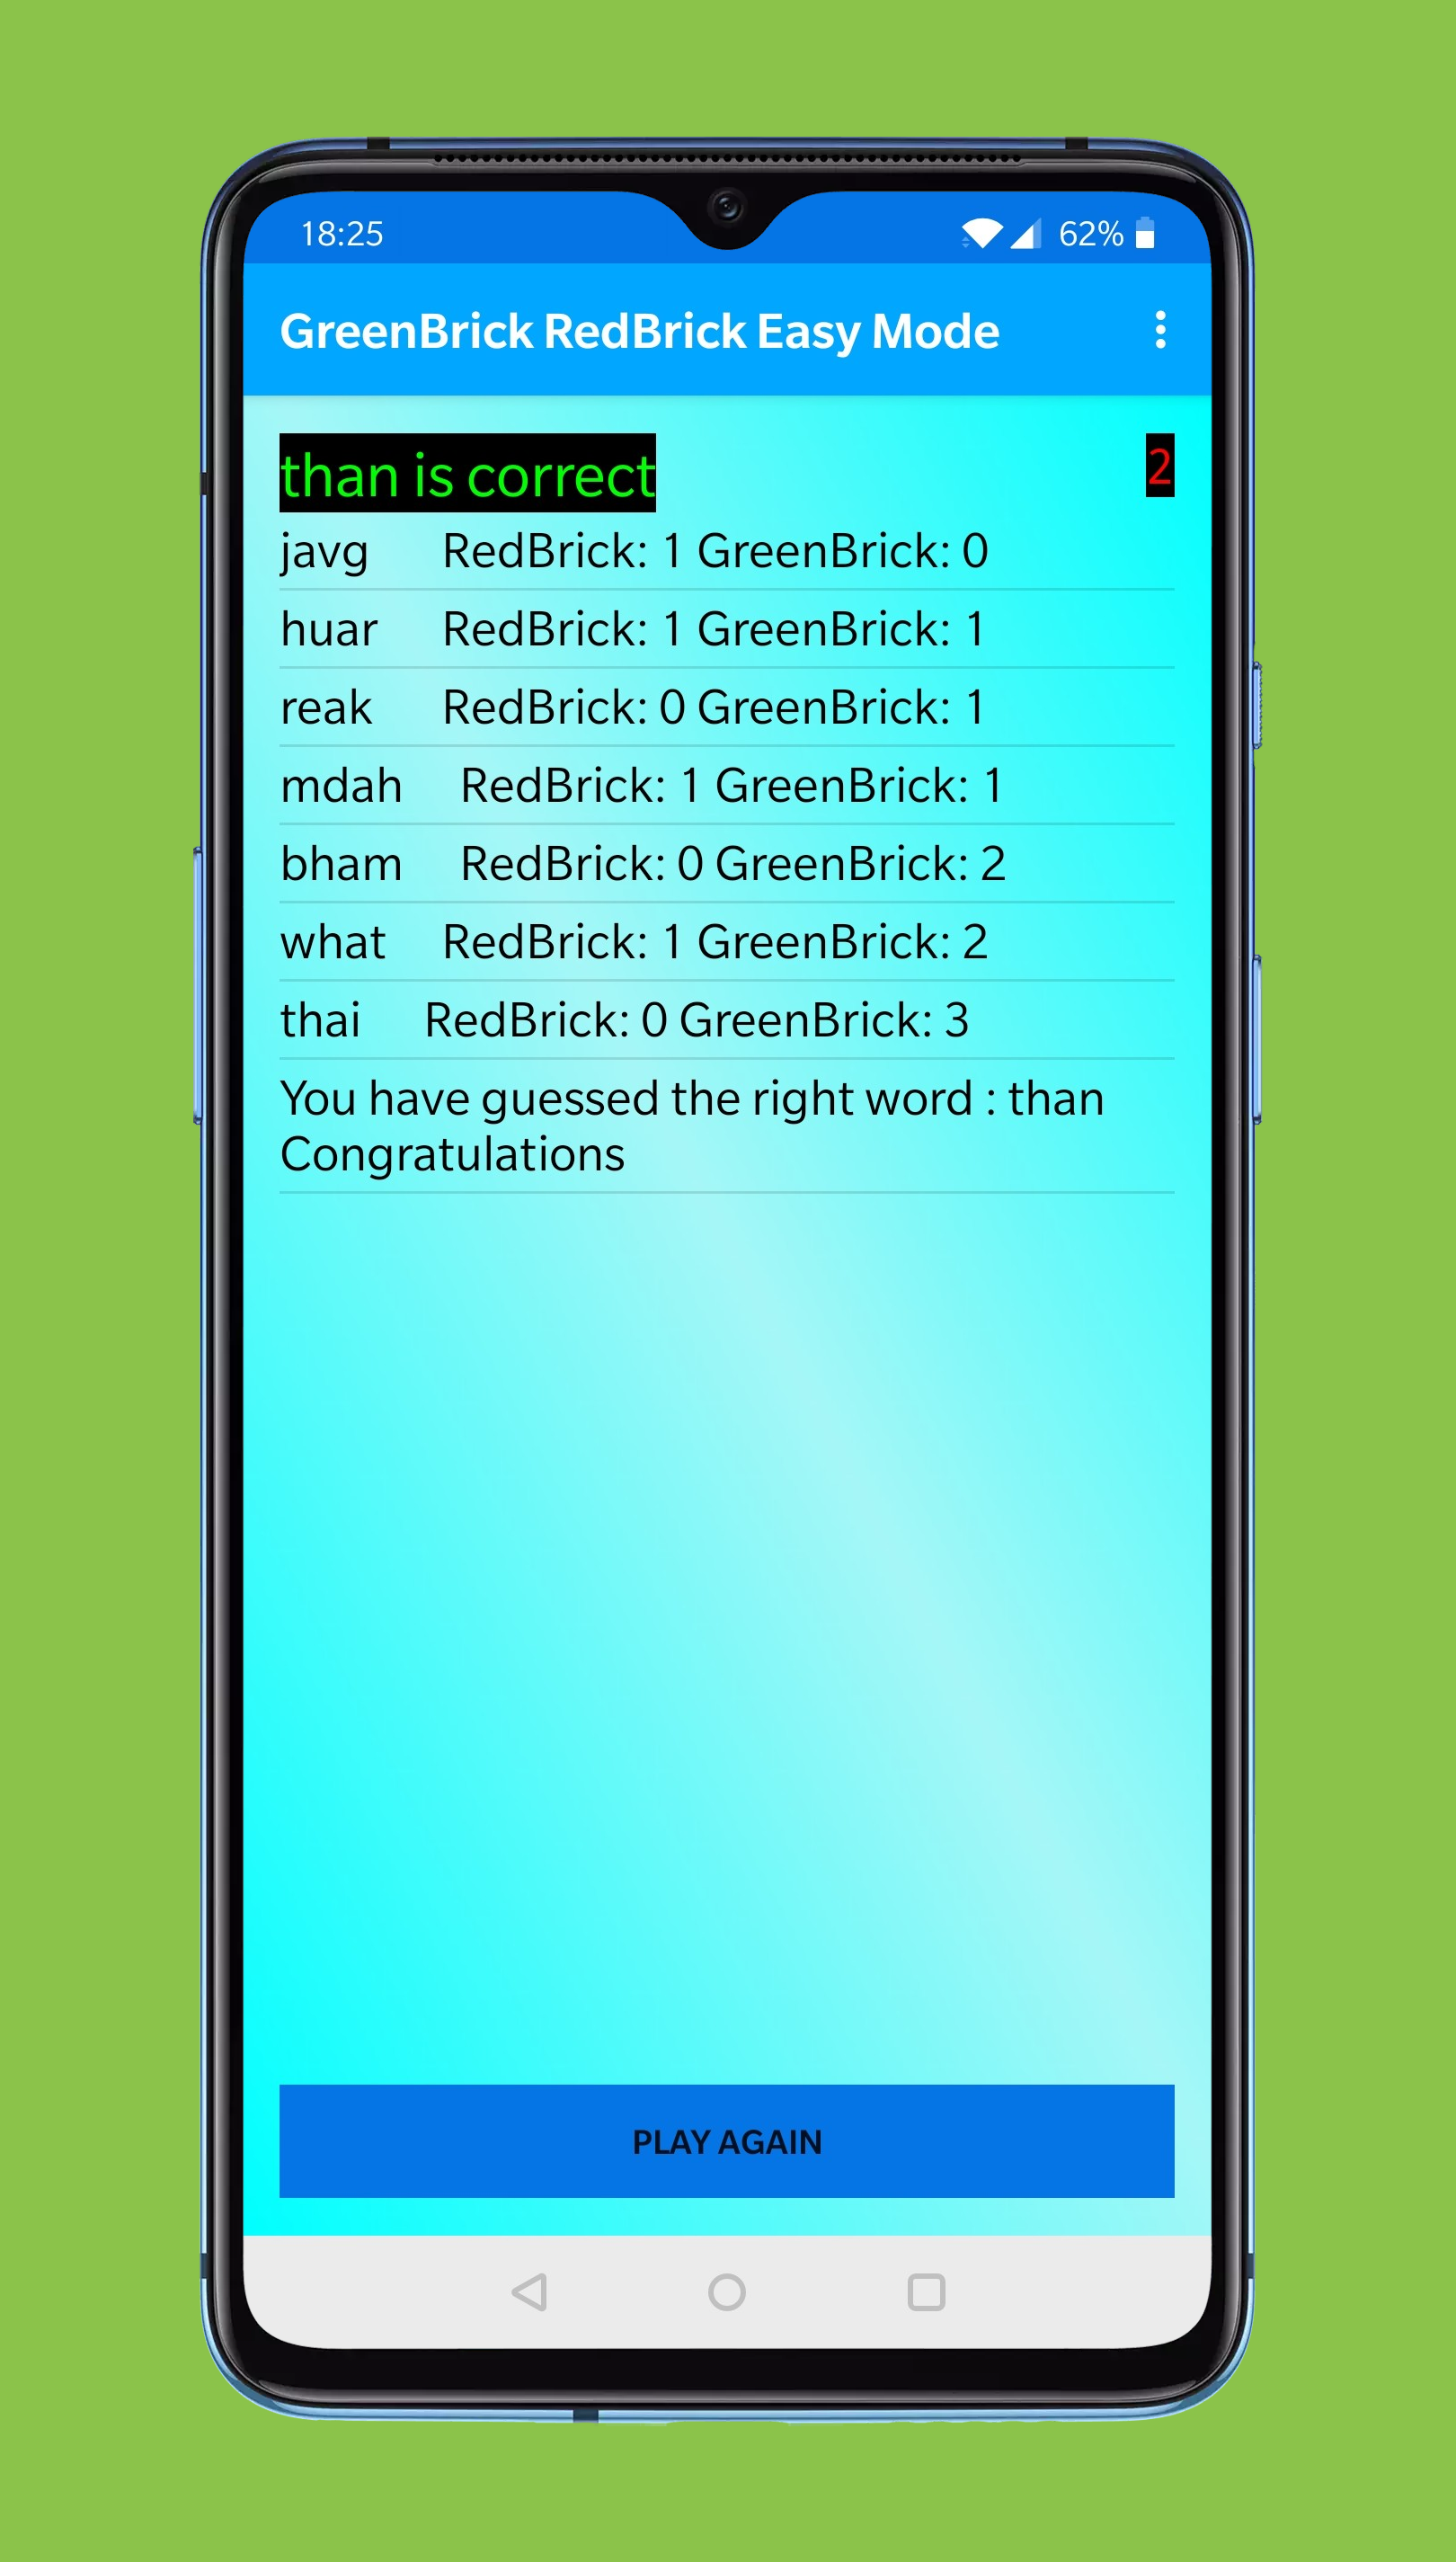 18:25 62%
GreenBrick RedBrick Easy Mode
than is correct 2
javg RedBrick: 1 GreenBrick: 0
huar RedBrick: 1 GreenBrick: 1
reak RedBrick: 0 GreenBrick: 1
mdah RedBrick: 1 GreenBrick: 1
bham RedBrick: 0 GreenBrick: 2
what RedBrick: 1 GreenBrick: 2
thai RedBrick: 0 GreenBrick: 3
You have guessed the right word : than
Congratulations
PLAY AGAIN